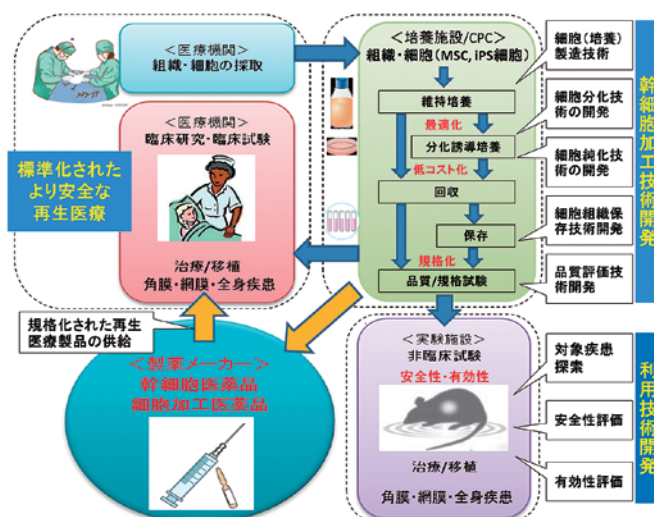 <医療機関>
組織・細胞の採取
<医療機関>
臨床研究・臨床試験
治療/移植
角膜・網膜・全身疾患
標準化された
より安全な
再生医療
規格化された再生
医療製品の供給
<製薬メーカー>
幹細胞医薬品
細胞加工医薬品
<培養施設/CPC>
組織・細胞(MSC, iPS細胞)
維持培養
最適化
分化誘導培養
低コスト化
回収
保存
規格化
品質/規格試験
<実験施設>
非臨床試験
安全性・有効性
治療/移植
角膜・網膜・全身疾患
細胞(培養)
製造技術
細胞分化技
術の開発
細胞純化技
術の開発
細胞組織保
存技術開発
品質評価技
術開発
対象疾患
探索
安全性評価
有効性評価
幹細胞加工技術開発
利用技術開発